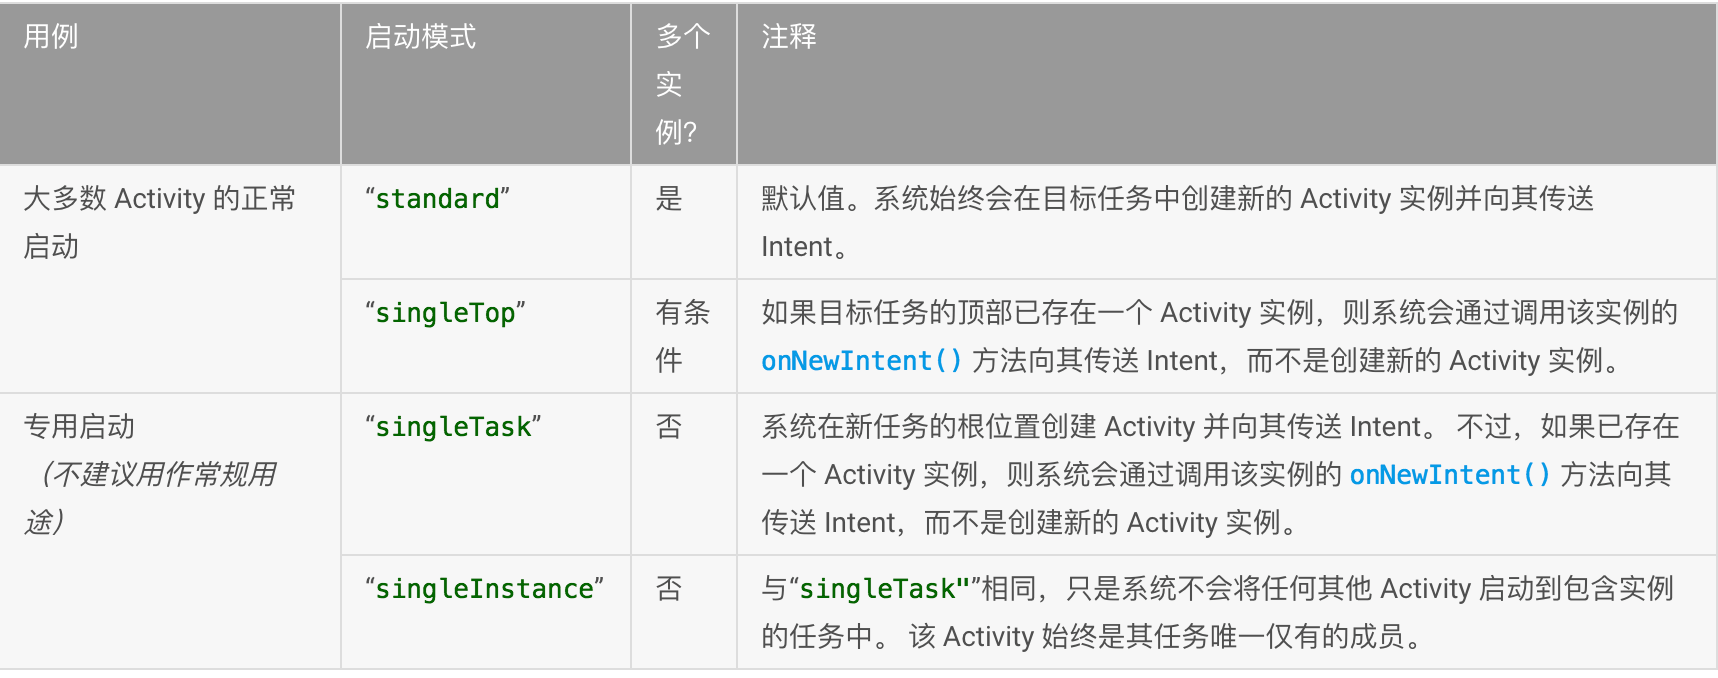 用例
启动模式
多个
实
例?
注释
大多数 Activity 的正常
启动
“standard”
是
默认值。系统始终会在目标任务中创建新的 Activity 实例并向其传送
Intent。
“singleTop”
有条
件
如果目标任务的顶部已存在一个 Activity 实例，则系统会通过调用该实例的
onNewIntent() 方法向其传送 Intent，而不是创建新的 Activity 实例。
专用启动
（不建议用作常规用
途）
“singleTask”
否
系统在新任务的根位置创建 Activity 并向其传送 Intent。 不过，如果已存在
一个 Activity 实例，则系统会通过调用该实例的 onNewIntent() 方法向其
传送 Intent，而不是创建新的 Activity 实例。
“singleInstance”
否
与“singleTask"”相同，只是系统不会将任何其他 Activity 启动到包含实例
的任务中。 该 Activity 始终是其任务唯一仅有的成员。